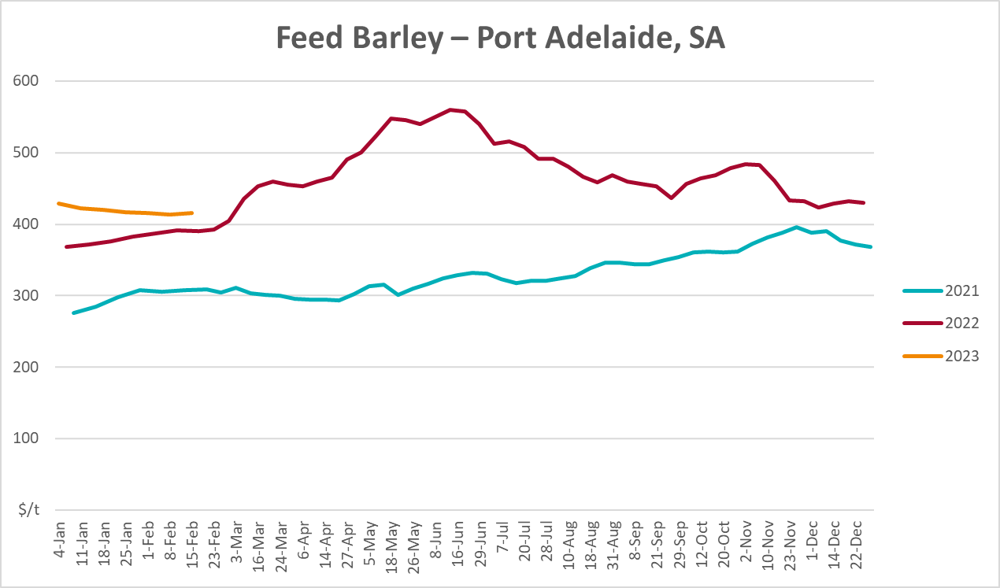 Feed Barley – Port Adelaide, SA
600
500
400
300
200
100
$/t
4-Jan
11-Jan
18-Jan
25-Jan
1-Feb
8-Feb
15-Feb
23-Feb
3-Mar
16-Mar
24-Mar
6-Apr
14-Apr
27-Apr
5-May
18-May
26-May
8-Jun
16-Jun
29-Jun
7-Jul
20-Jul
28-Jul
10-Aug
18-Aug
31-Aug
8-Sep
21-Sep
29-Sep
12-Oct
20-Oct
2-Nov
10-Nov
23-Nov
1-Dec
14-Dec
22-Dec
2021
2022
2023